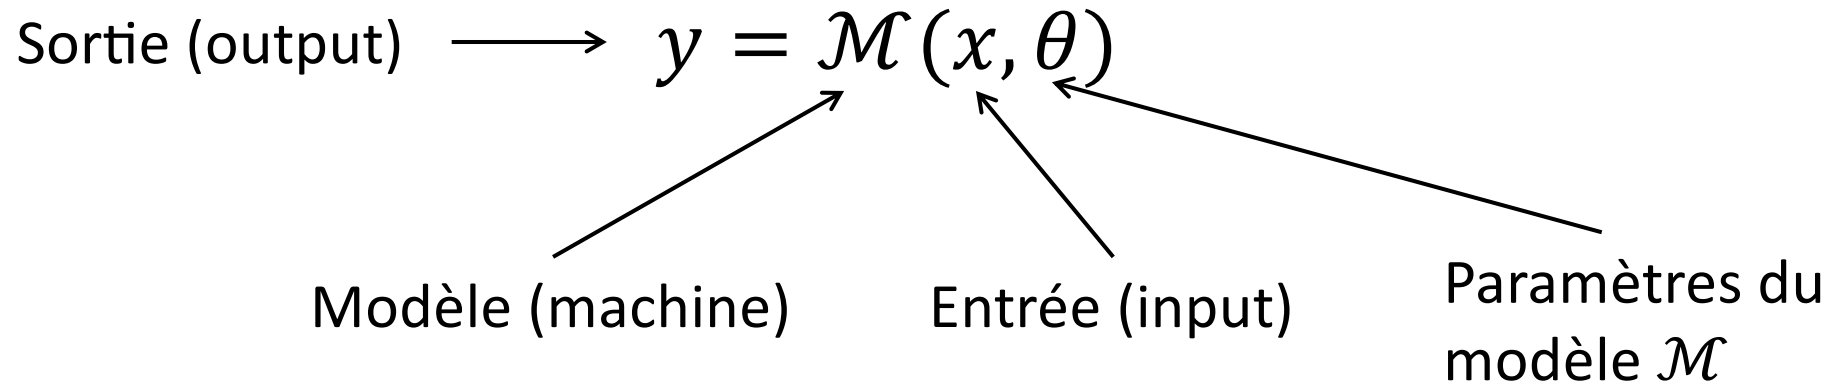 Sortie (output) y = ℳ(x, θ)
Modèle (machine)
Entrée (input)
Paramètres du
modèle ℳ